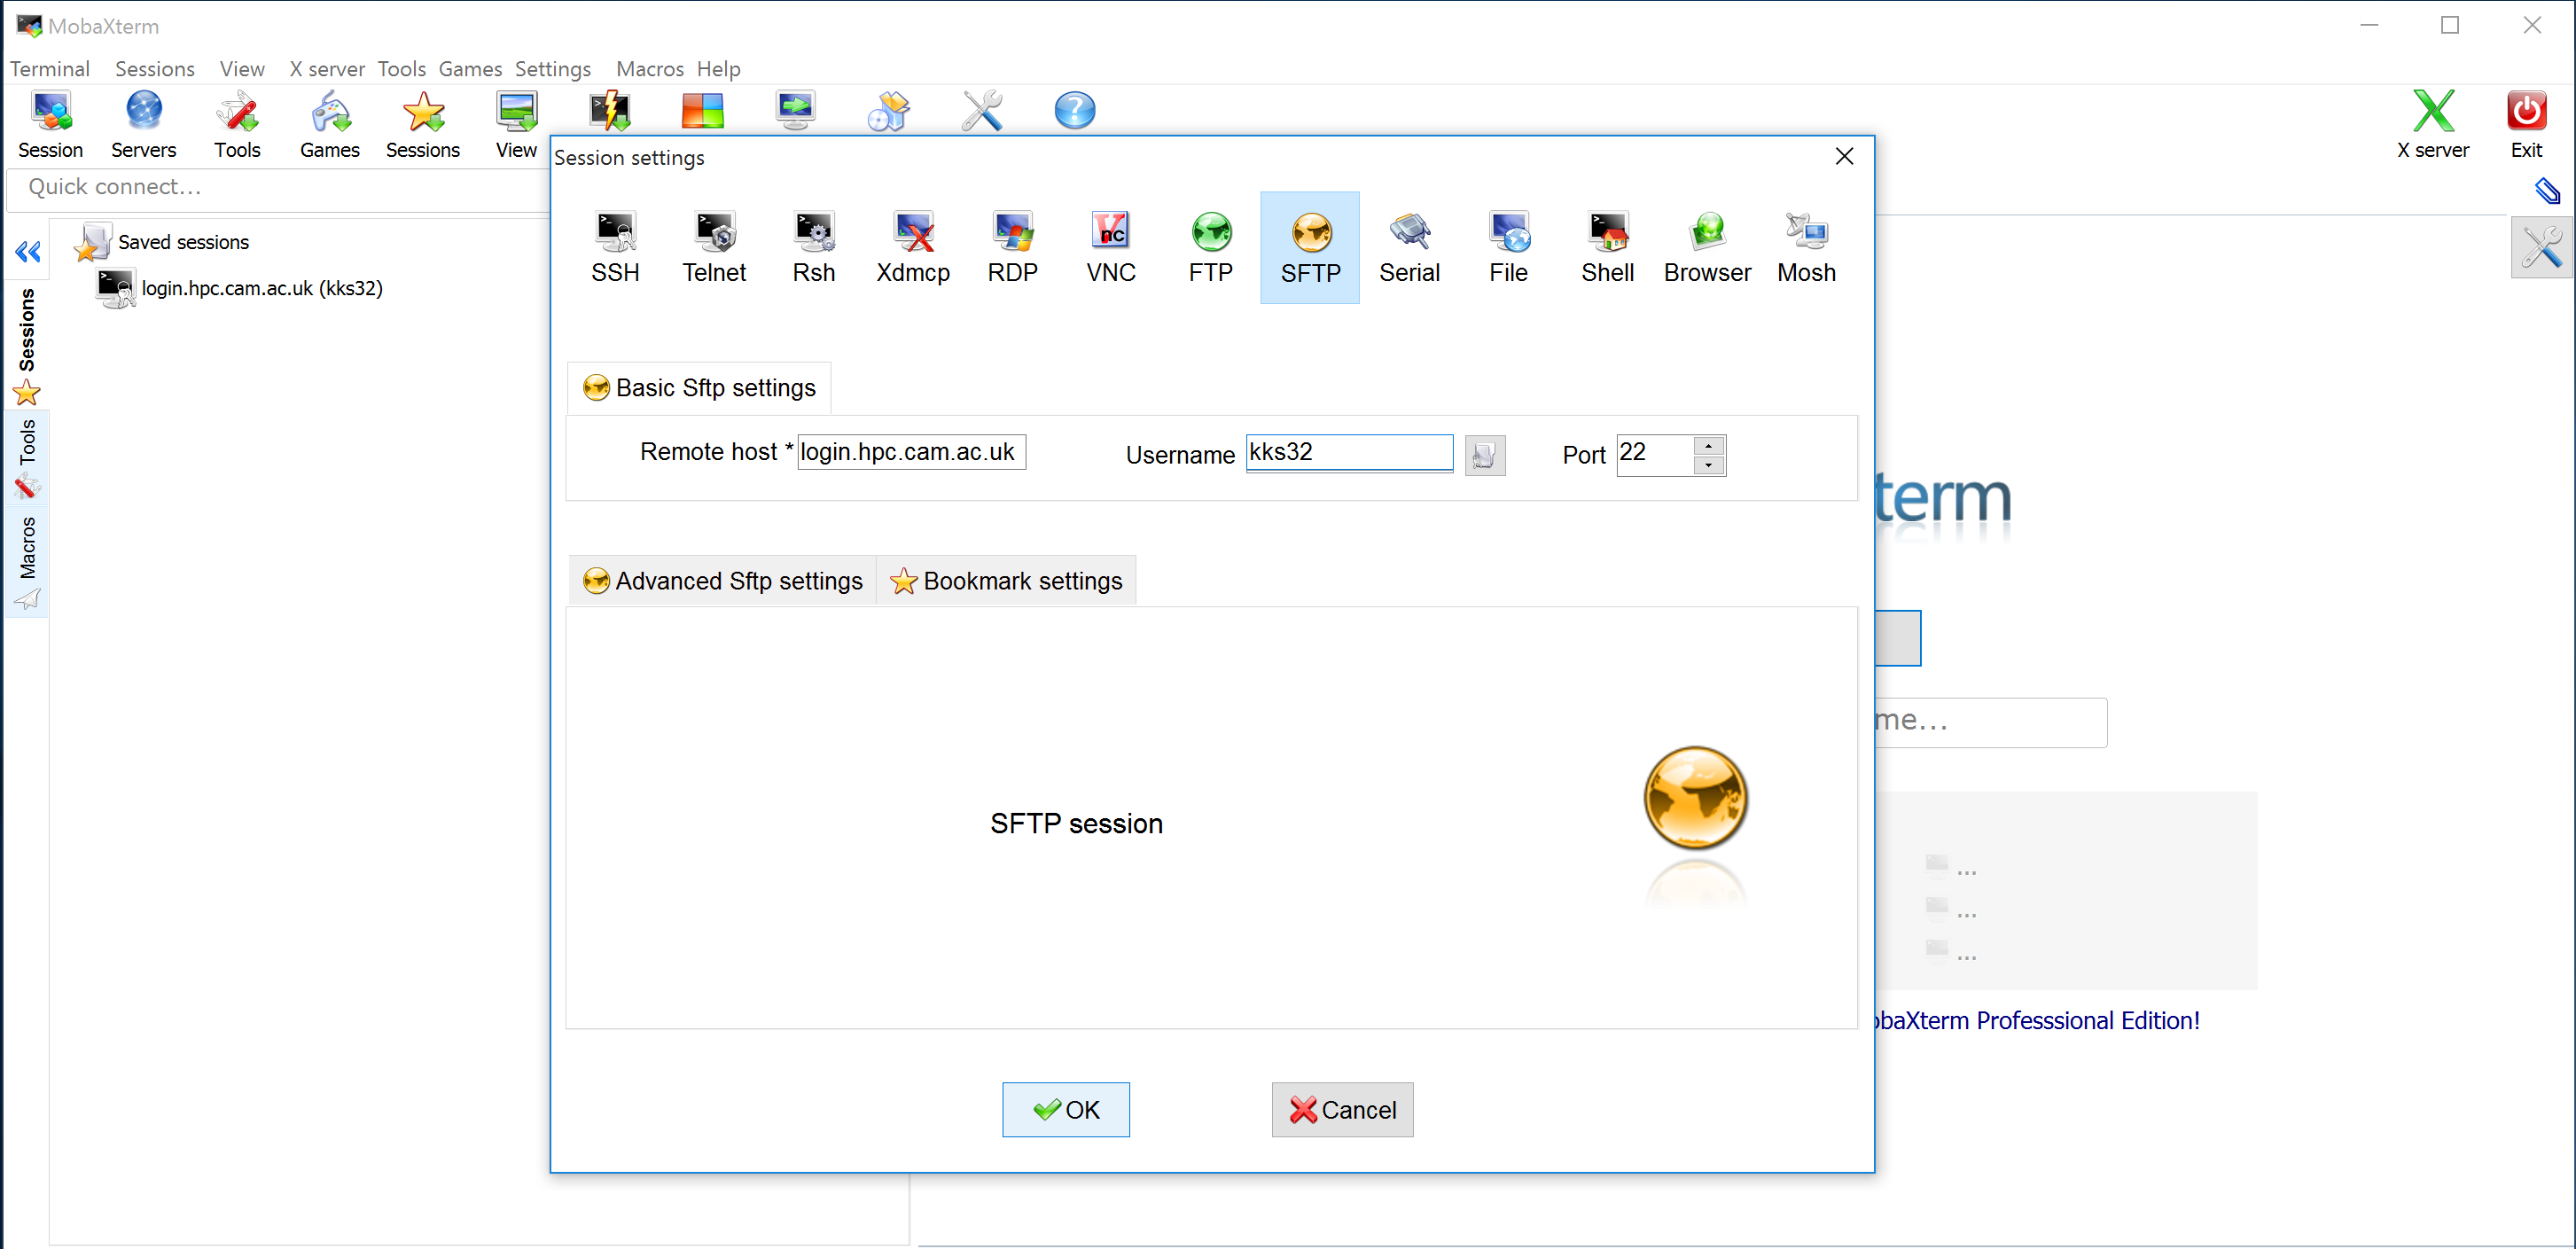 MobaXterm
Terminal Sessions View X server Tools Games Settings Macros Help
Session Servers Tools Games Sessions View X server Exit
Quick connect...
Saved sessions
login.hpc.cam.ac.uk (kks32)
Sessions
Tools
Macros
Session settings
SSH Telnet Rsh Xdmcp RDP VNC FTP SFTP Serial File Shell Browser Mosh
Basic Sftp settings
Remote host * login.hpc.cam.ac.uk Username kks32 Port 22
Advanced Sftp settings Bookmark settings
SFTP session
OK Cancel
term
me...
...
...
...
obaXterm Professsional Edition!